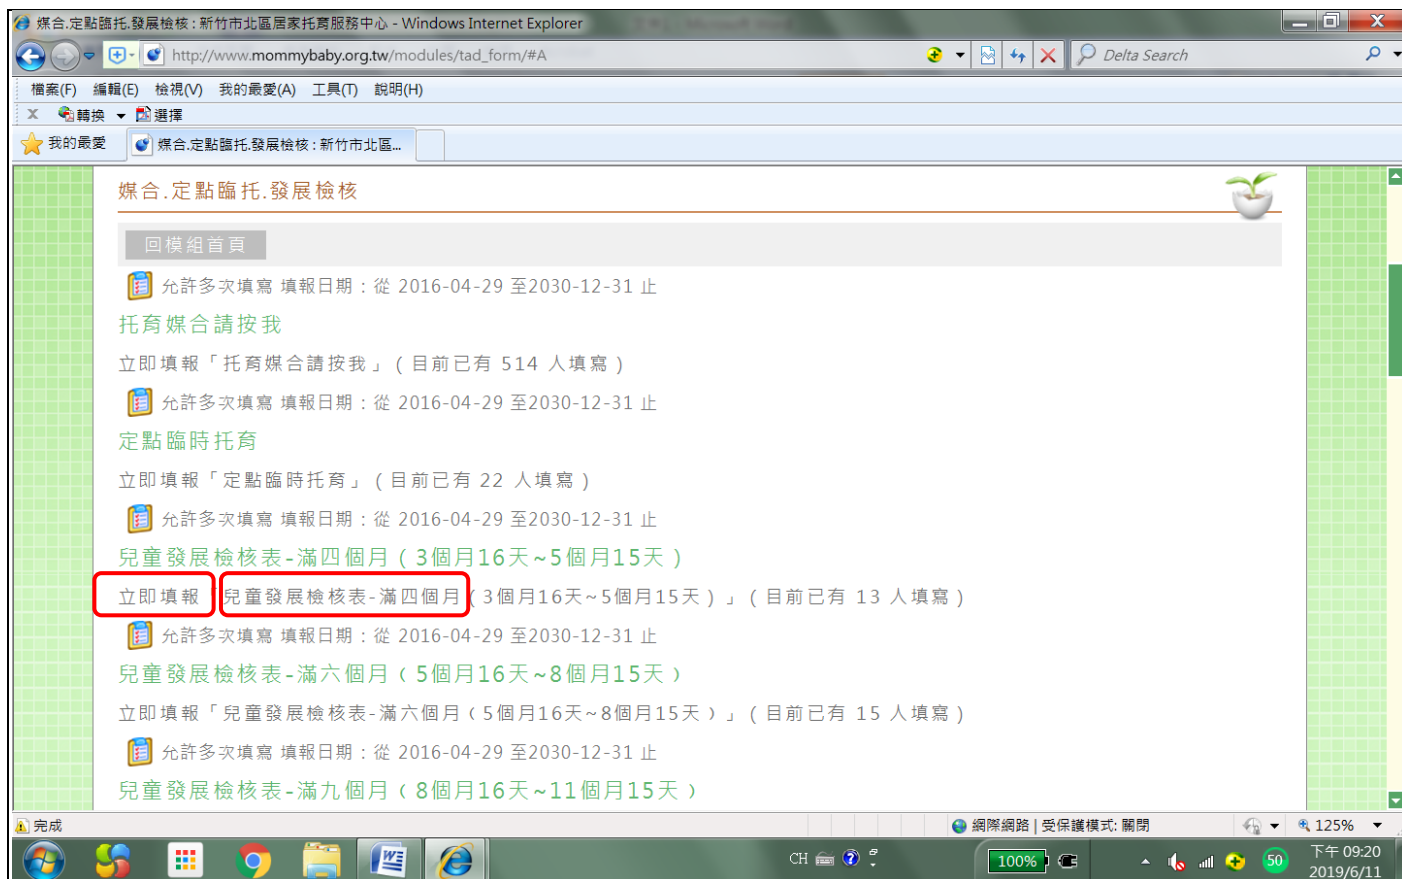 媒合.定點臨托.發展檢核 : 新竹市北區居家托育服務中心 - Windows Internet Explorer
http://www.mommybaby.org.tw/modules/tad_form/#A
Delta Search
檔案(F) 編輯(E) 檢視(V) 我的最愛(A) 工具(T) 說明(H)
X 轉換 選擇
我的最愛 媒合.定點臨托.發展檢核 : 新竹市北區...
媒合.定點臨托.發展檢核
回模組首頁
允許多次填寫 填報日期：從 2016-04-29 至2030-12-31 止
托育媒合請按我
立即填報「托育媒合請按我」(目前已有 514 人填寫)
允許多次填寫 填報日期：從 2016-04-29 至2030-12-31 止
定點臨時托育
立即填報「定點臨時托育」(目前已有 22 人填寫)
允許多次填寫 填報日期：從 2016-04-29 至2030-12-31 止
兒童發展檢核表-滿四個月(3個月16天~5個月15天)
立即填報「兒童發展檢核表-滿四個月(3個月16天~5個月15天)」(目前已有 13 人填寫)
允許多次填寫 填報日期：從 2016-04-29 至2030-12-31 止
兒童發展檢核表-滿六個月﹙5個月16天~8個月15天﹚
立即填報「兒童發展檢核表-滿六個月﹙5個月16天~8個月15天﹚」(目前已有 15 人填寫)
允許多次填寫 填報日期：從 2016-04-29 至2030-12-31 止
兒童發展檢核表-滿九個月﹙8個月16天~11個月15天﹚
完成 網際網路 | 受保護模式: 關閉 125%
CH 100% 50 下午 09:20
2019/6/11